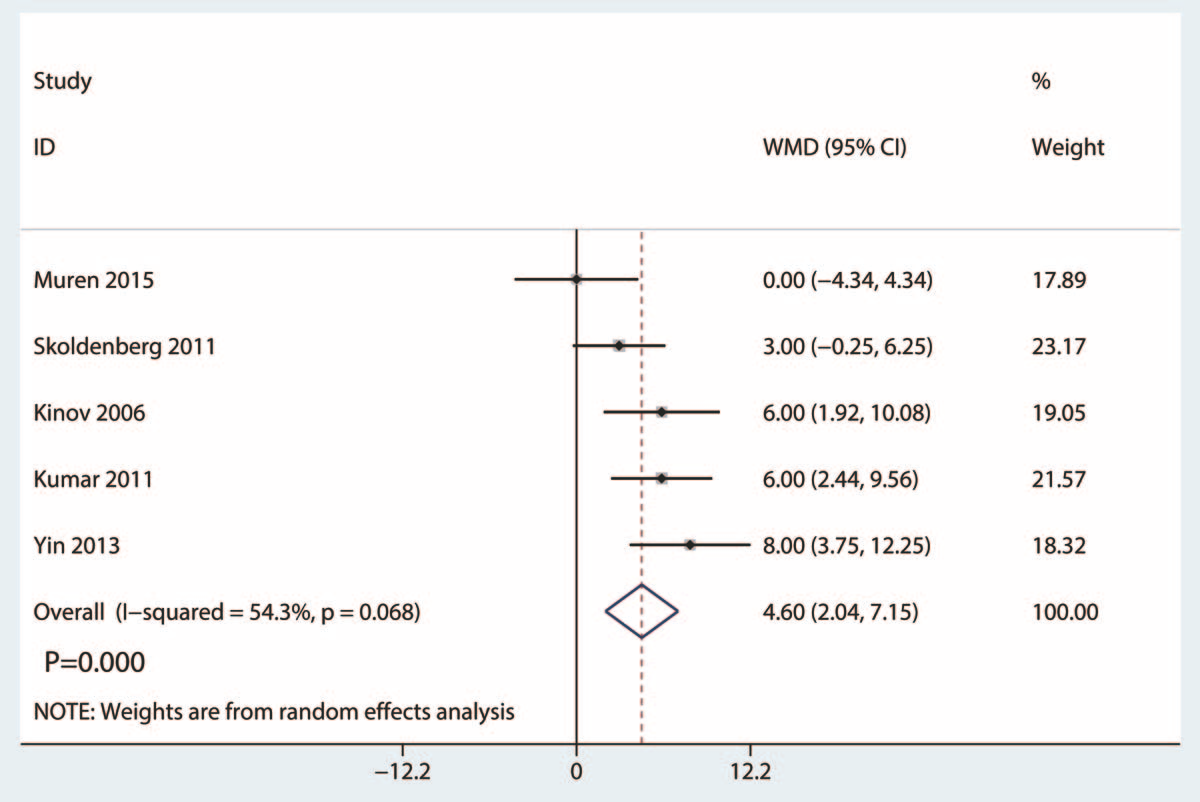 Study %
ID WMD (95% CI) Weight
Muren 2015 0.00 (−4.34, 4.34) 17.89
Skoldenberg 2011 3.00 (−0.25, 6.25) 23.17
Kinov 2006 6.00 (1.92, 10.08) 19.05
Kumar 2011 6.00 (2.44, 9.56) 21.57
Yin 2013 8.00 (3.75, 12.25) 18.32
Overall (I−squared = 54.3%, p = 0.068) 4.60 (2.04, 7.15) 100.00
P=0.000
NOTE: Weights are from random effects analysis
−12.2 0 12.2